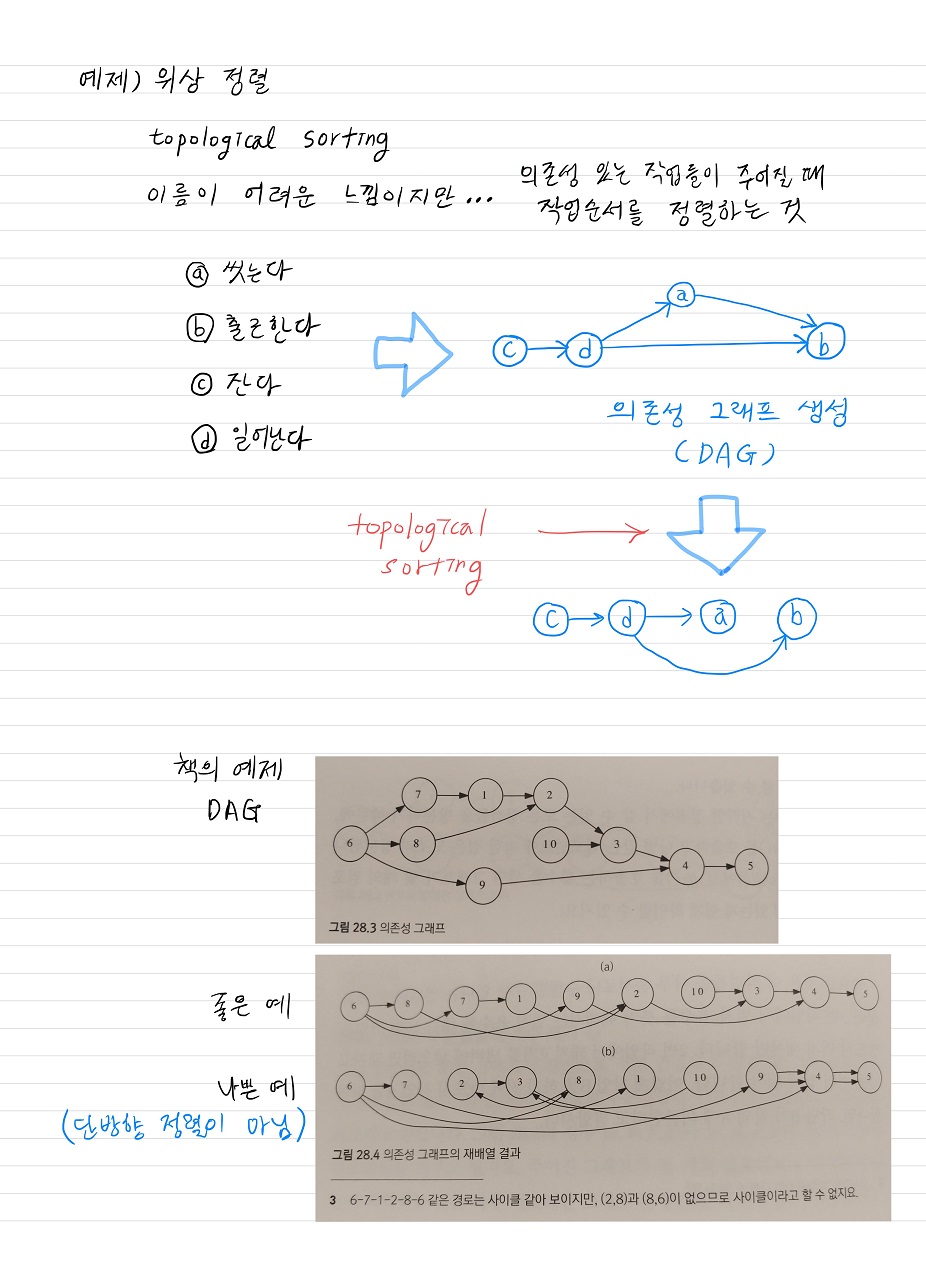 예제) 위상 정렬
topological sorting
이름이 어려운 느낌이지만...
의존성 있는 작업들이 주어질 때
작업순서를 정렬하는 것
ⓐ 씻는다
ⓑ 출근한다
ⓒ 잔다
ⓓ 일어난다
a
c d b
의존성 그래프 생성
(DAG)
topological
sorting
c d a b
책의 예제
DAG
7 1 2
6 8 10 3
9 4 5
그림 28.3 의존성 그래프
(a)
좋은 예
6 8 7 1 9 2 10 3 4 5
(b)
나쁜 예
(단방향 정렬이 아님)
6 7 2 3 8 1 10 9 4 5
그림 28.4 의존성 그래프의 재배열 결과
3 6-7-1-2-8-6 같은 경로는 사이클 같아 보이지만, (2,8)과 (8,6)이 없으므로 사이클이라고 할 수 없지요.